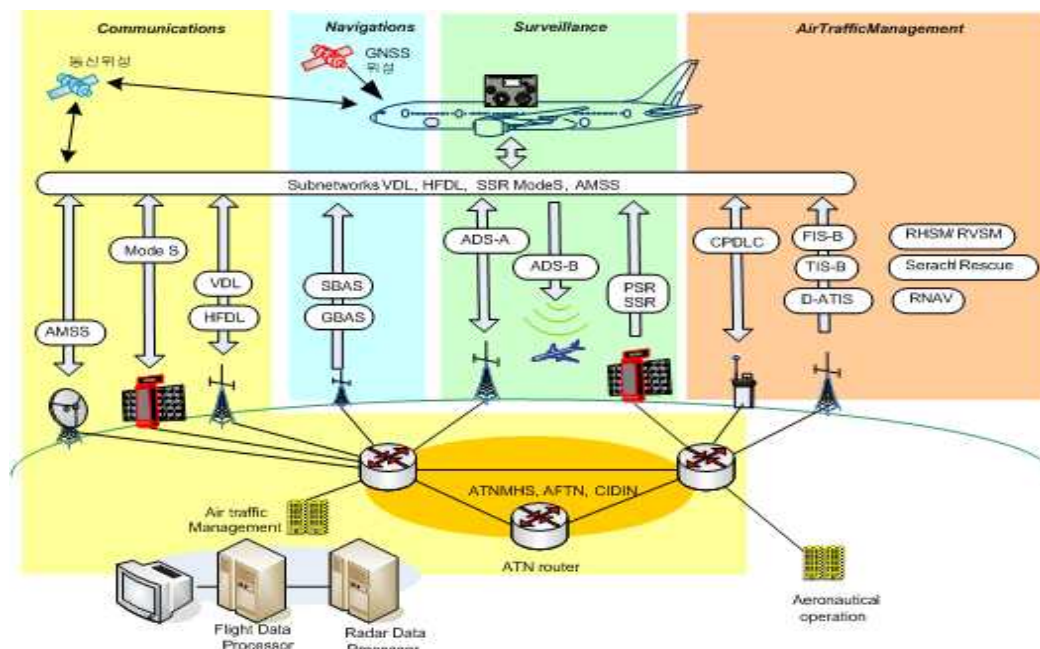 Communications
Navigations
Surveillance
AirTrafficManagement
통신위성
GNSS
위성
Subnetworks VDL, HFDL, SSR ModeS, AMSS
Mode S
VDL
HFDL
AMSS
SBAS
GBAS
ADS-A
ADS-B
PSR
SSR
CPDLC
FIS-B
TIS-B
D-ATIS
RHSM/ RVSM
Serach/Rescue
RNAV
ATNMHS, AFTN, CIDIN
Air traffic
Management
ATN router
Aeronautical
operation
Flight Data
Processor
Radar Data
Processor